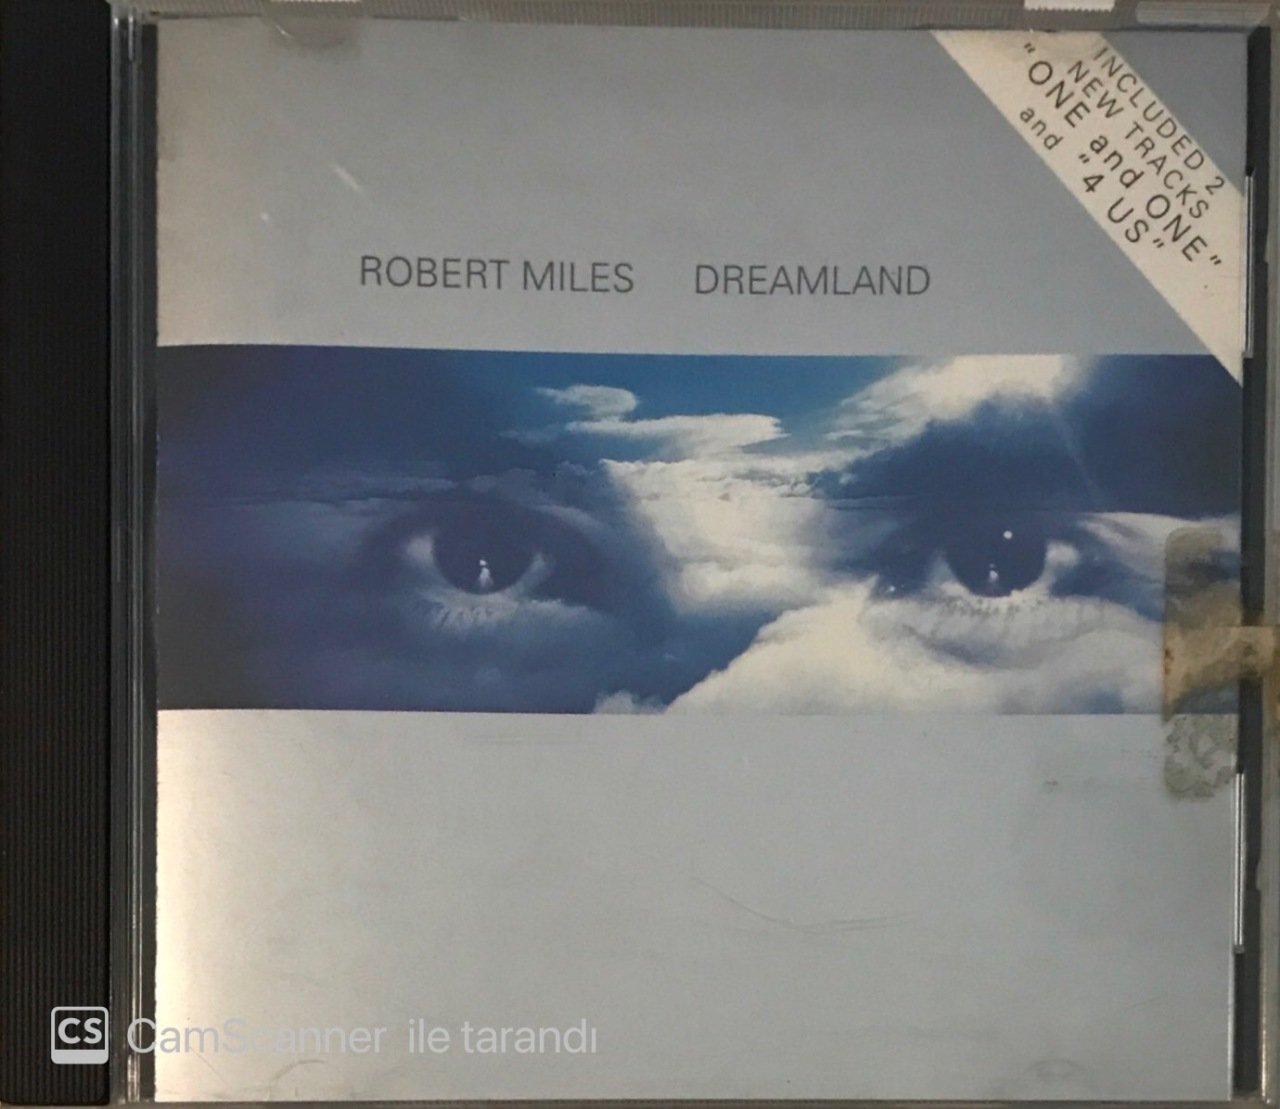 INCLUDED 2
NEW TRACKS
"ONE and ONE"
and "4 US"
ROBERT MILES DREAMLAND
CS CamScanner ile tarandı